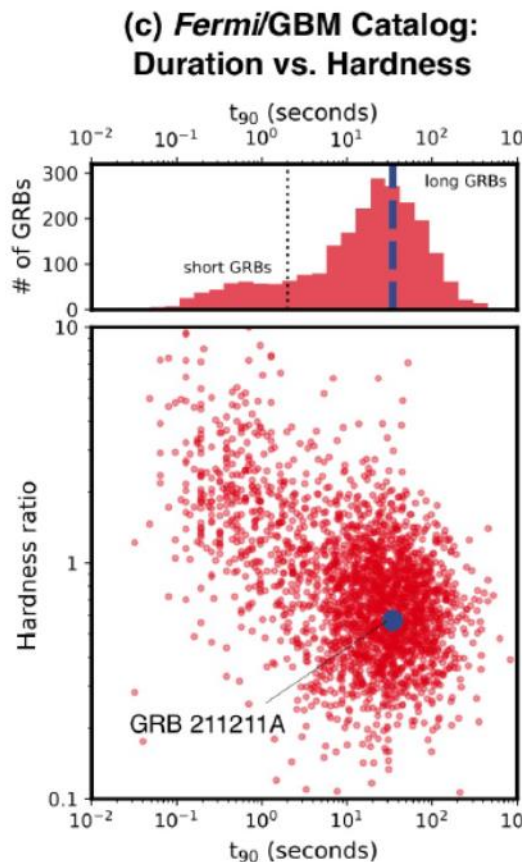 (c) Fermi/GBM Catalog:
Duration vs. Hardness
t₉₀ (seconds)
10⁻² 10⁻¹ 10⁰ 10¹ 10² 10³
300
200
100
0
# of GRBs
short GRBs
long GRBs
10
1
0.1
Hardness ratio
GRB 211211A
10⁻² 10⁻¹ 10⁰ 10¹ 10² 10³
t₉₀ (seconds)